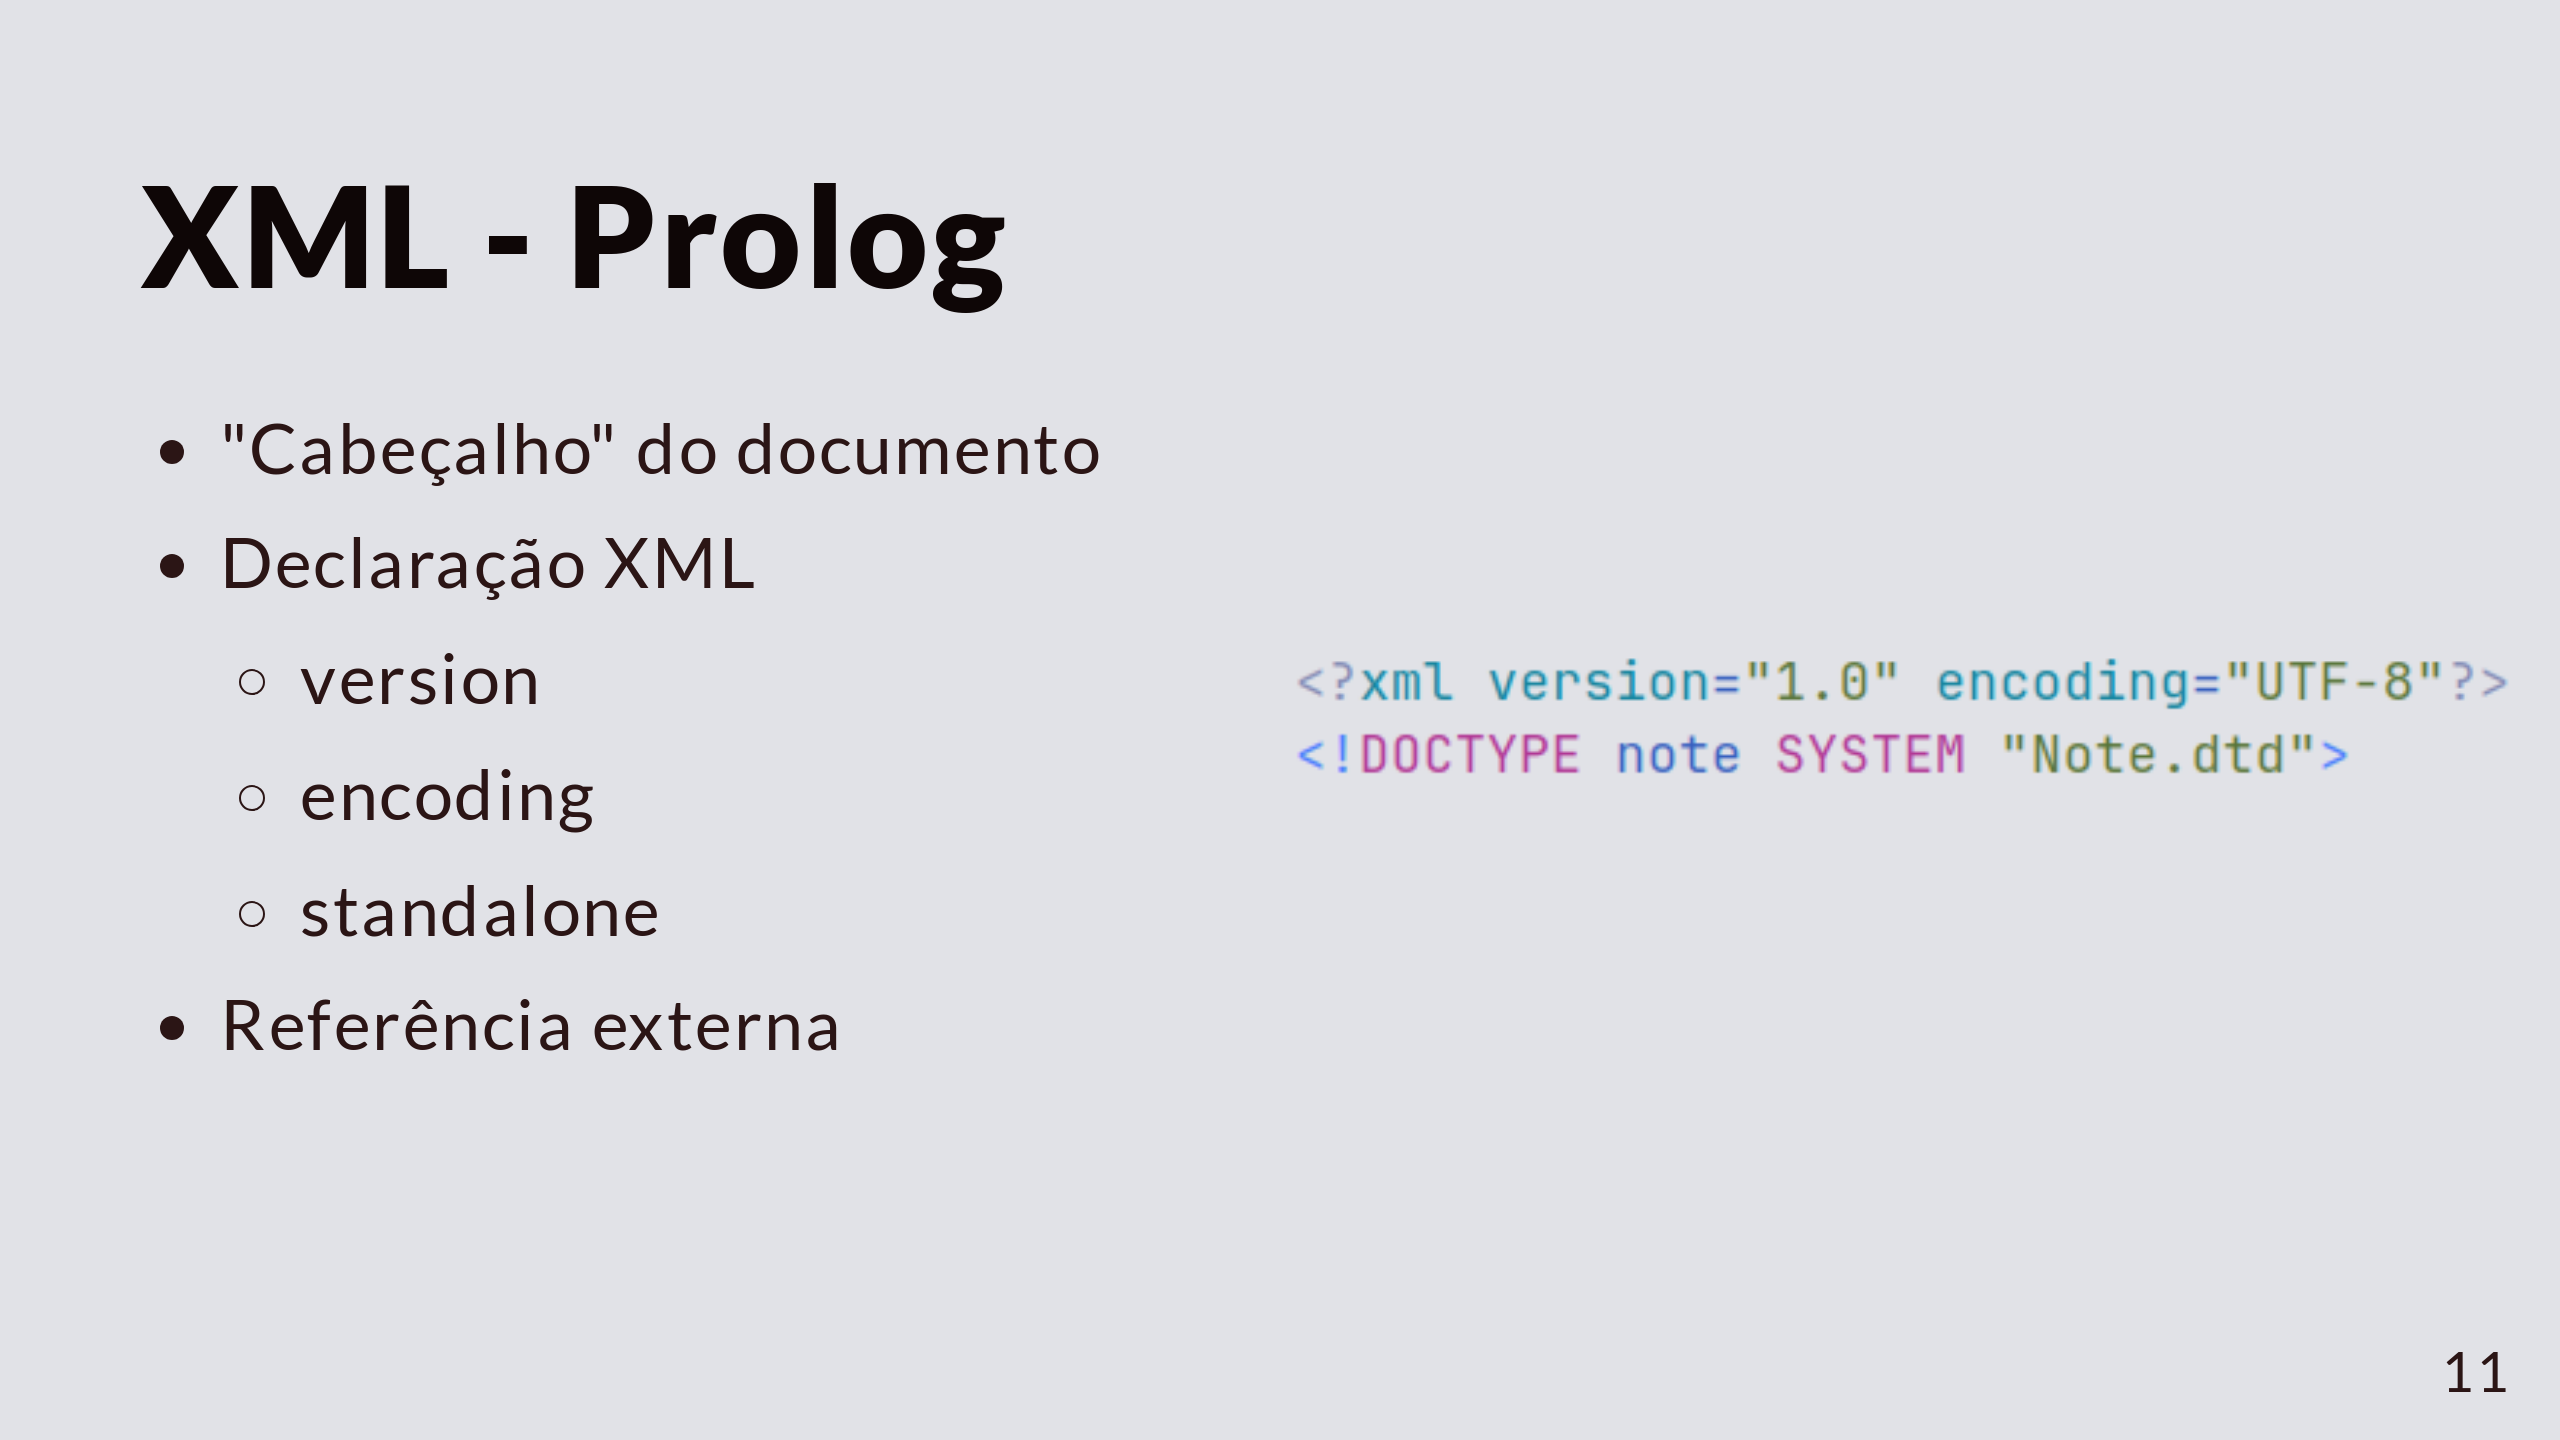 XML - Prolog
"Cabeçalho" do documento
Declaração XML
version
encoding
standalone
Referência externa
<?xml version="1.0" encoding="UTF-8"?>
<!DOCTYPE note SYSTEM "Note.dtd">
11